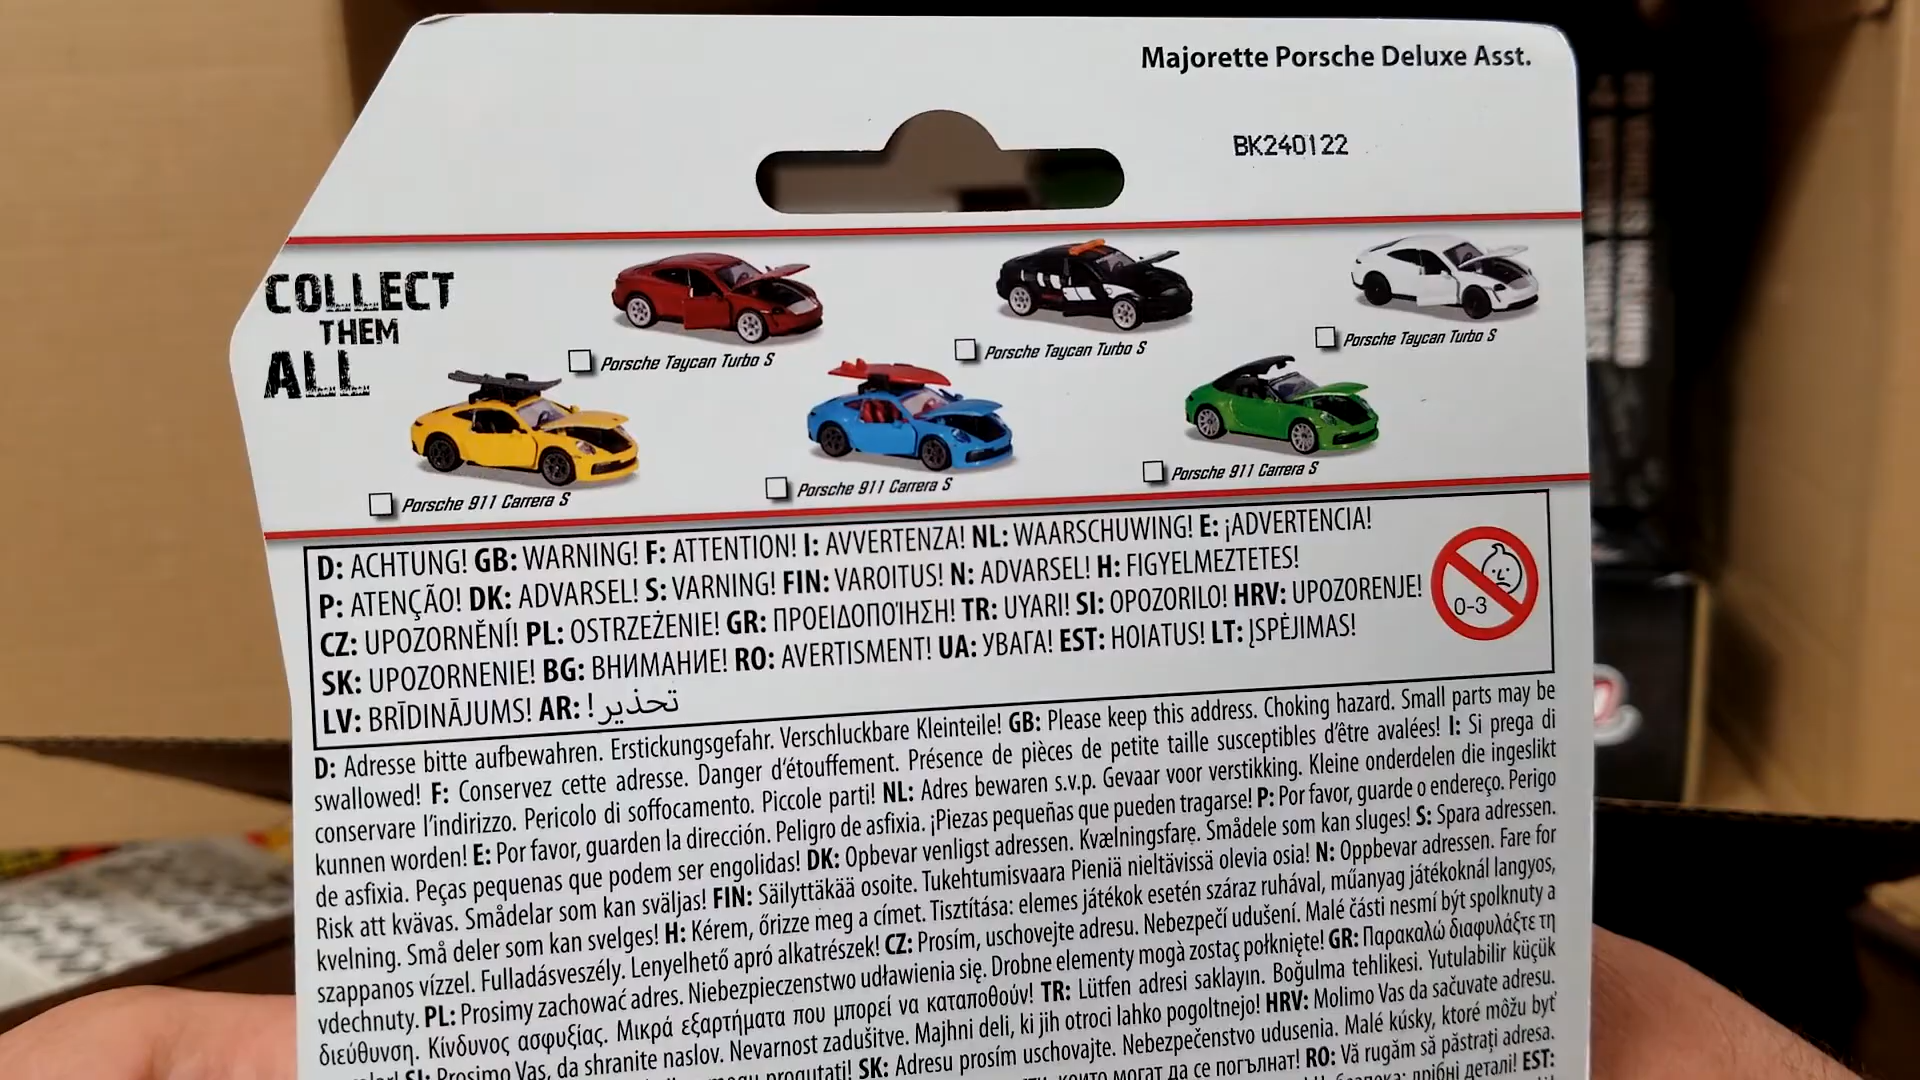 Majorette Porsche Deluxe Asst.
BK240122
COLLECT
THEM
ALL
Porsche Taycan Turbo S
Porsche Taycan Turbo S
Porsche Taycan Turbo S
Porsche 911 Carrera S
Porsche 911 Carrera S
Porsche 911 Carrera S
D: ACHTUNG! GB: WARNING! F: ATTENTION! I: AVVERTENZA! NL: WAARSCHUWING! E: ¡ADVERTENCIA!
P: ATENÇÃO! DK: ADVARSEL! S: VARNING! FIN: VAROITUS! N: ADVARSEL! H: FIGYELMEZTETES!
CZ: UPOZORNĚNÍ! PL: OSTRZEŻENIE! GR: ΠΡΟΕΙΔΟΠΟΊΗΣΗ! TR: UYARI! SI: OPOZORILO! HRV: UPOZORENJE!
SK: UPOZORNENIE! BG: ВНИМАНИЕ! RO: AVERTISMENT! UA: УВАГА! EST: HOIATUS! LT: ĮSPĖJIMAS!
LV: BRĪDINĀJUMS! AR: تحذير!
0-3
D: Adresse bitte aufbewahren. Erstickungsgefahr. Verschluckbare Kleinteile! GB: Please keep this address. Choking hazard. Small parts may be
swallowed! F: Conservez cette adresse. Danger d'étouffement. Présence de pièces de petite taille susceptibles d'être avalées! I: Si prega di
conservare l'indirizzo. Pericolo di soffocamento. Piccole parti! NL: Adres bewaren s.v.p. Gevaar voor verstikking. Kleine onderdelen die ingeslikt
kunnen worden! E: Por favor, guarden la dirección. Peligro de asfixia. ¡Piezas pequeñas que pueden tragarse! P: Por favor, guarde o endereço. Perigo
de asfixia. Peças pequenas que podem ser engolidas! DK: Opbevar venligst adressen. Kvælningsfare. Smådele som kan sluges! S: Spara adressen.
Risk att kvävas. Smådelar som kan sväljas! FIN: Säilyttäkää osoite. Tukehtumisvaara Pieniä nieltävissä olevia osia! N: Oppbevar adressen. Fare for
kvelning. Små deler som kan svelges! H: Kérem, őrizze meg a címet. Tisztítása: elemes játékok esetén száraz ruhával, műanyag játékoknál langyos,
szappanos vízzel. Fulladásveszély. Lenyelhető apró alkatrészek! CZ: Prosím, uschovejte adresu. Nebezpečí udušení. Malé části nesmí být spolknuty a
vdechnuty. PL: Prosimy zachować adres. Niebezpieczenstwo udławienia się. Drobne elementy mogà zostaç połknięte! GR: Παρακαλώ διαφυλάξτε τη
διεύθυνση. Κίνδυνος ασφυξίας. Μικρά εξαρτήματα που μπορεί να καταποθούν! TR: Lütfen adresi saklayin. Boğulma tehlikesi. Yutulabilir küçük
SI: Prosimo Vas, da shranite naslov. Nevarnost zadušitve. Majhni deli, ki jih otroci lahko pogoltnejo! HRV: Molimo Vas da sačuvate adresu.
progutati! SK: Adresu prosím uschovajte. Nebezpečenstvo udusenia. Malé kúsky, ktoré môžu byť
които могат да се погълнат! RO: Vă rugăm să păstrați adresa.
дрібні деталі! EST: